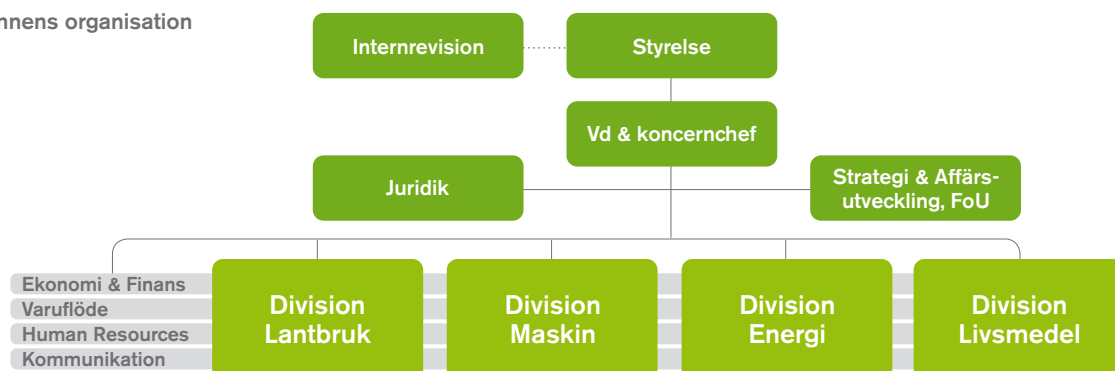 organisation
Internrevision
Styrelse
Vd & koncernchef
Juridik
Strategi & Affärs-
utveckling, FoU
Ekonomi & Finans
Varuflöde
Human Resources
Kommunikation
Division
Lantbruk
Division
Maskin
Division
Energi
Division
Livsmedel